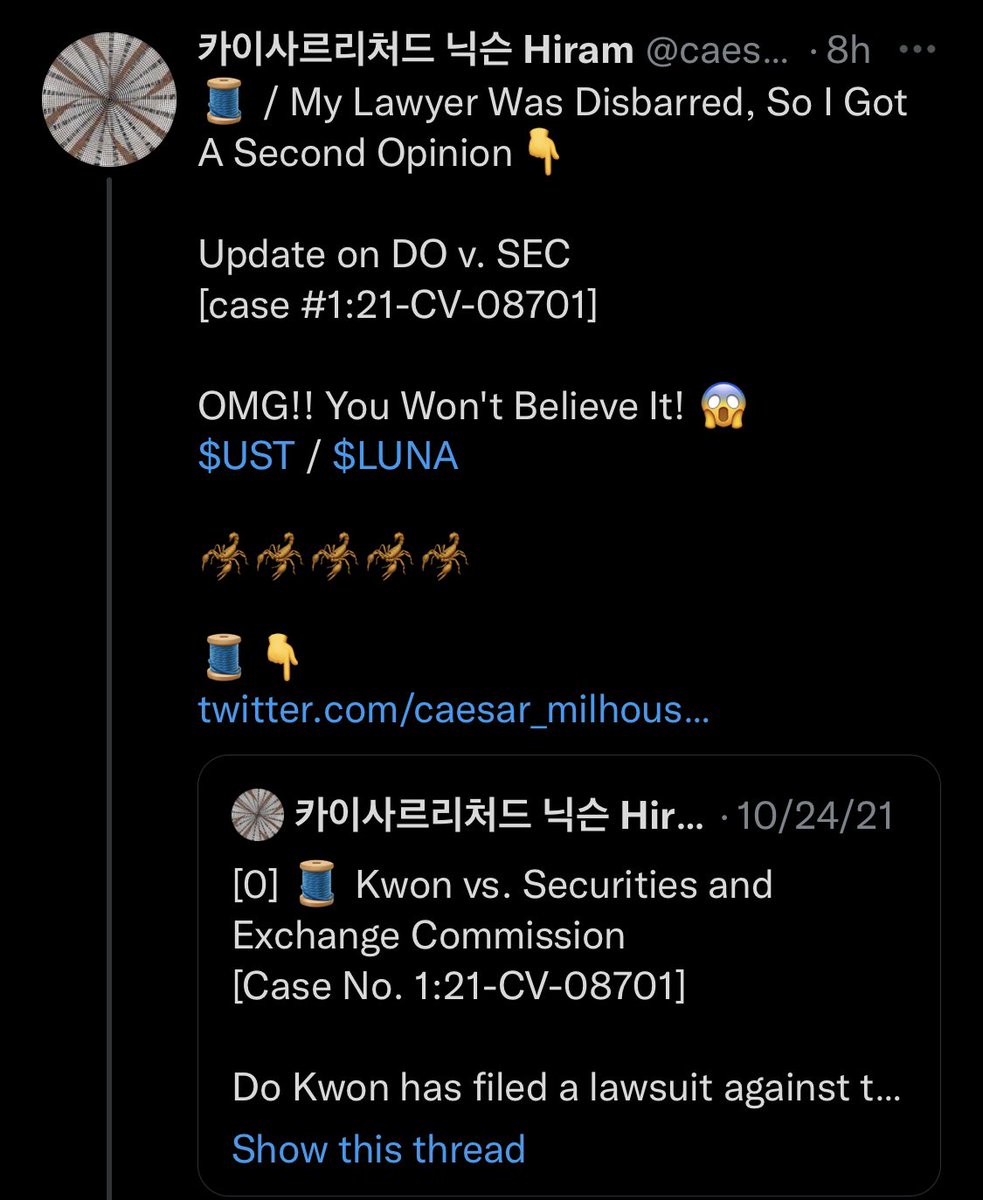 카이사르리처드 닉슨 Hiram @caes... · 8h
🧵 / My Lawyer Was Disbarred, So I Got
A Second Opinion 👇
Update on DO v. SEC
[case #1:21-CV-08701]
OMG!! You Won't Believe It! 😱
$UST / $LUNA
🦂🦂🦂🦂🦂
🧵 👇
twitter.com/caesar_milhous...
카이사르리처드 닉슨 Hir... · 10/24/21
[0] 🧵 Kwon vs. Securities and
Exchange Commission
[Case No. 1:21-CV-08701]
Do Kwon has filed a lawsuit against t...
Show this thread